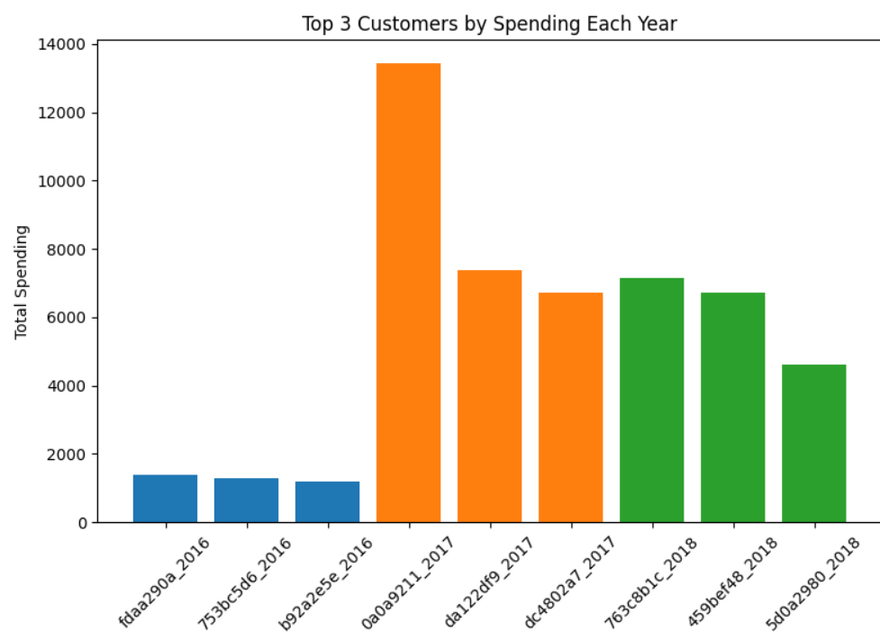 Top 3 Customers by Spending Each Year
14000
12000
10000
8000
6000
4000
2000
0
Total Spending
fdaa290a_2016
753bc5d6_2016
b92a2e5e_2016
0a0a9211_2017
da122df9_2017
dc4802a7_2017
763c8b1c_2018
459bef48_2018
5d0a2980_2018